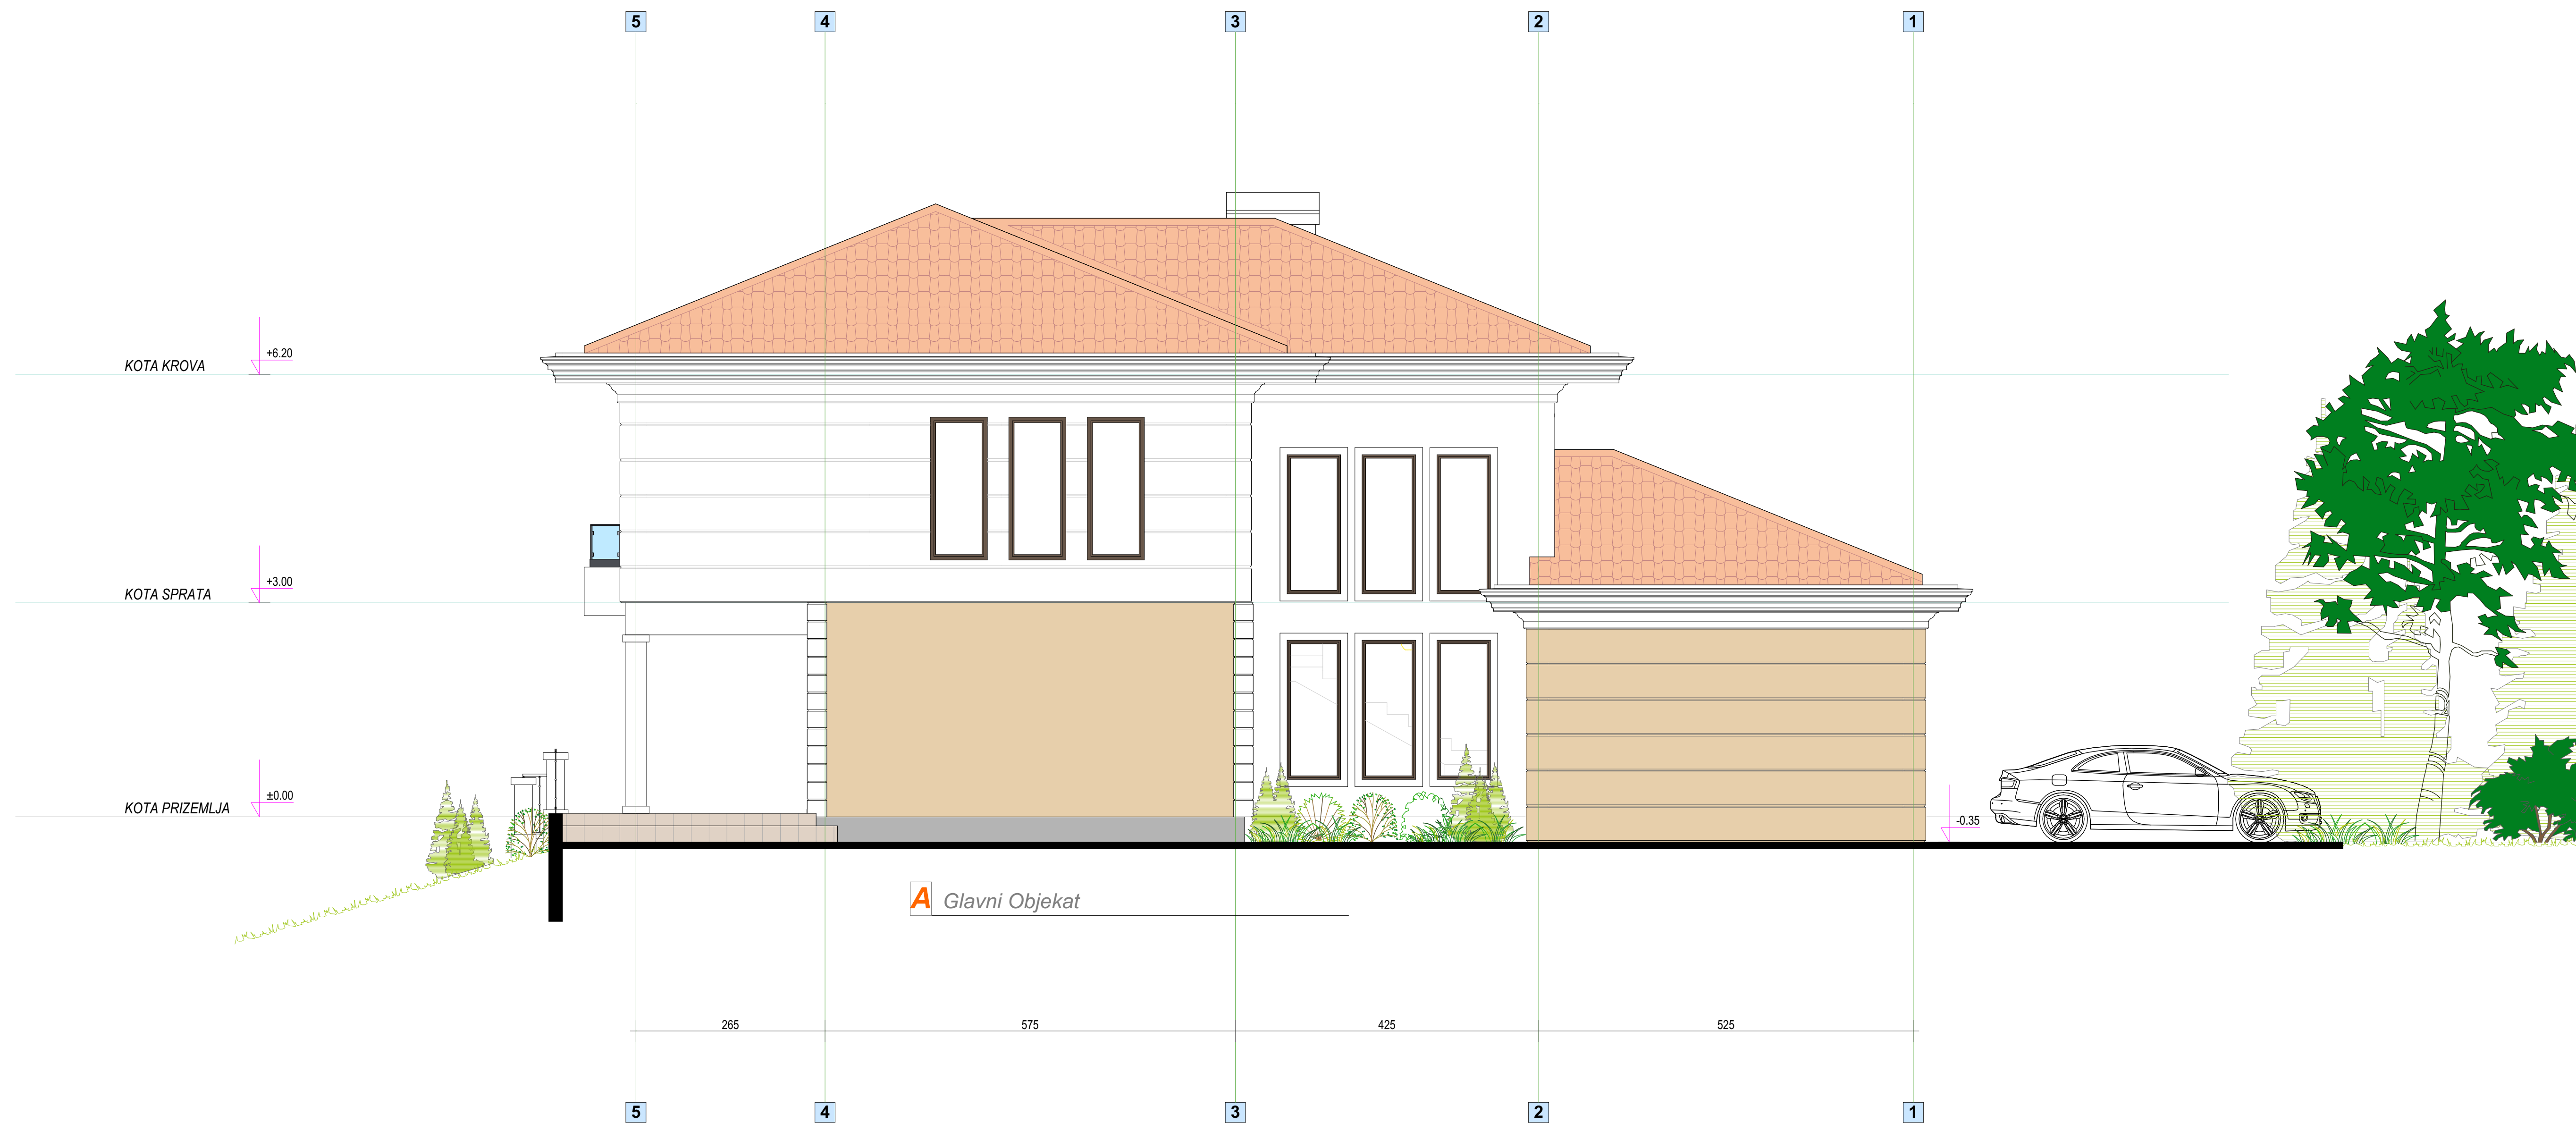 5 4 3 2 1
+6.20
KOTA KROVA
+3.00
KOTA SPRATA
±0.00
KOTA PRIZEMLJA
-0.35
A Glavni Objekat
265 575 425 525
5 4 3 2 1